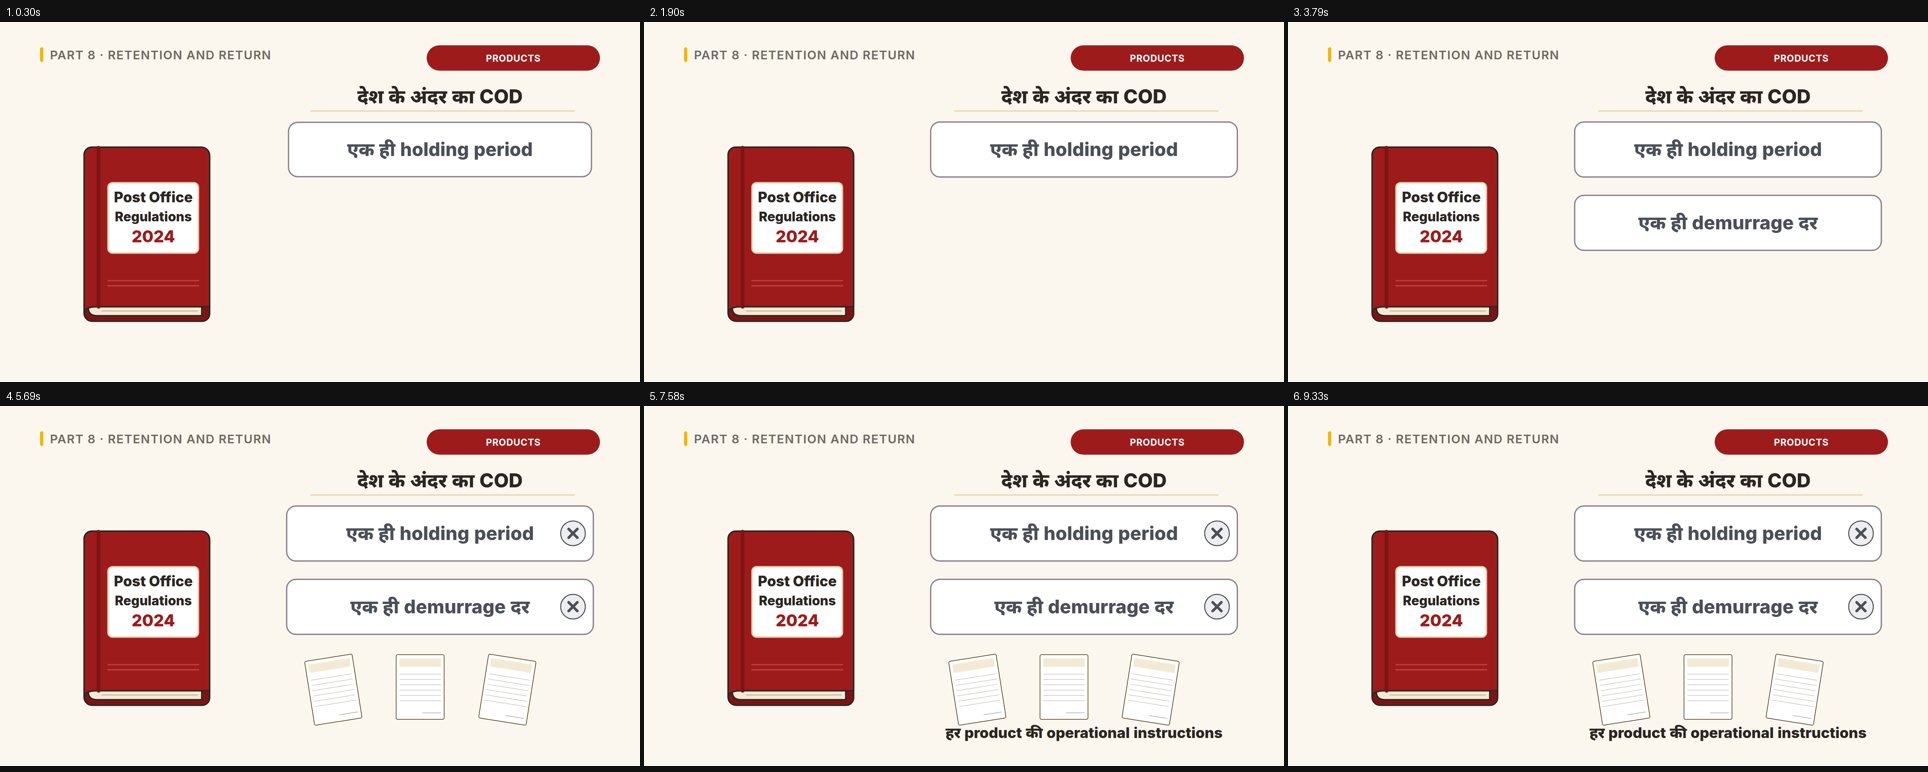 1. 0.30s
PART 8 · RETENTION AND RETURN
PRODUCTS
देश के अंदर का COD
एक ही holding period
Post Office
Regulations
2024
2. 1.90s
PART 8 · RETENTION AND RETURN
PRODUCTS
देश के अंदर का COD
एक ही holding period
Post Office
Regulations
2024
3. 3.79s
PART 8 · RETENTION AND RETURN
PRODUCTS
देश के अंदर का COD
एक ही holding period
एक ही demurrage दर
Post Office
Regulations
2024
4. 5.69s
PART 8 · RETENTION AND RETURN
PRODUCTS
देश के अंदर का COD
एक ही holding period
एक ही demurrage दर
Post Office
Regulations
2024
5. 7.58s
PART 8 · RETENTION AND RETURN
PRODUCTS
देश के अंदर का COD
एक ही holding period
एक ही demurrage दर
Post Office
Regulations
2024
हर product की operational instructions
6. 9.33s
PART 8 · RETENTION AND RETURN
PRODUCTS
देश के अंदर का COD
एक ही holding period
एक ही demurrage दर
Post Office
Regulations
2024
हर product की operational instructions